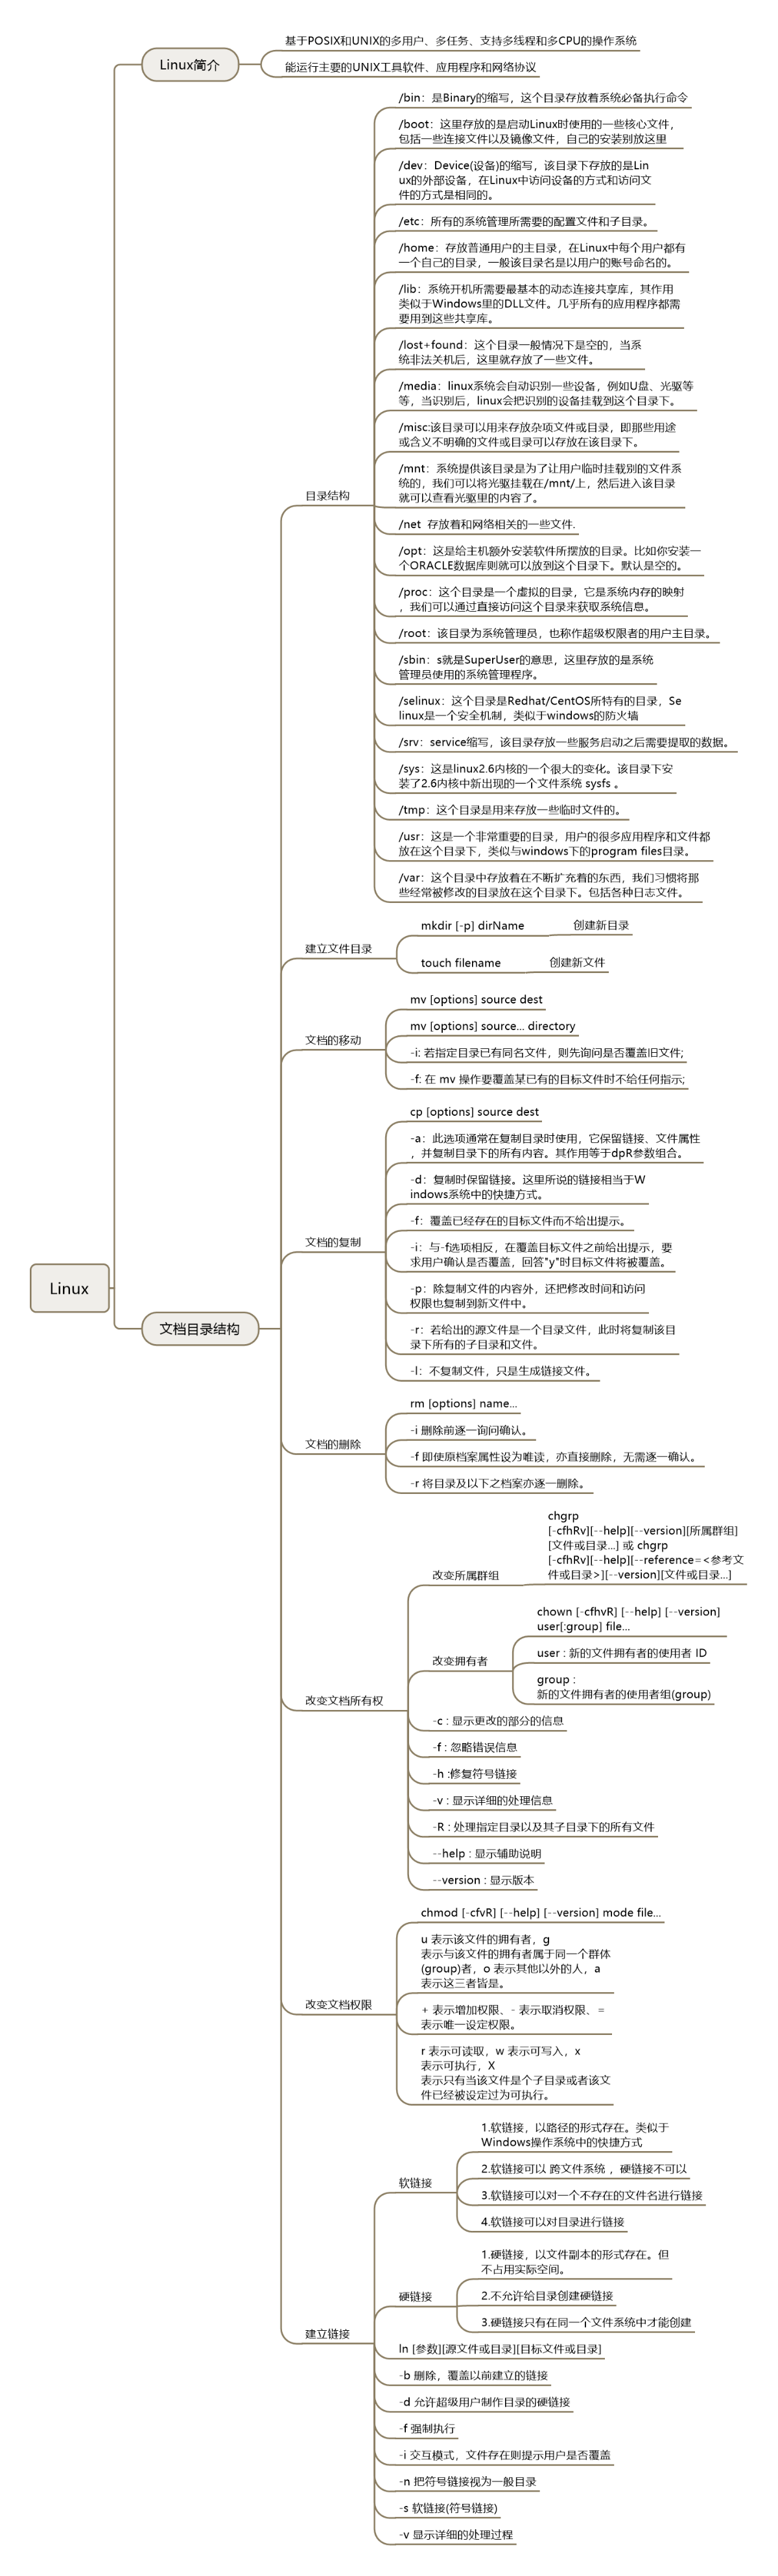 Linux
Linux简介
基于POSIX和UNIX的多用户、多任务、支持多线程和多CPU的操作系统
能运行主要的UNIX工具软件、应用程序和网络协议
文档目录结构
目录结构
/bin：是Binary的缩写，这个目录存放着系统必备执行命令
/boot：这里存放的是启动Linux时使用的一些核心文件，
包括一些连接文件以及镜像文件，自己的安装别放这里
/dev：Device(设备)的缩写，该目录下存放的是Lin
ux的外部设备，在Linux中访问设备的方式和访问文
件的方式是相同的。
/etc：所有的系统管理所需要的配置文件和子目录。
/home：存放普通用户的主目录，在Linux中每个用户都有
一个自己的目录，一般该目录名是以用户的账号命名的。
/lib：系统开机所需要最基本的动态连接共享库，其作用
类似于Windows里的DLL文件。几乎所有的应用程序都需
要用到这些共享库。
/lost+found：这个目录一般情况下是空的，当系
统非法关机后，这里就存放了一些文件。
/media：linux系统会自动识别一些设备，例如U盘、光驱等
等，当识别后，linux会把识别的设备挂载到这个目录下。
/misc:该目录可以用来存放杂项文件或目录，即那些用途
或含义不明确的文件或目录可以存放在该目录下。
/mnt：系统提供该目录是为了让用户临时挂载别的文件系
统的，我们可以将光驱挂载在/mnt/上，然后进入该目录
就可以查看光驱里的内容了。
/net 存放着和网络相关的一些文件.
/opt：这是给主机额外安装软件所摆放的目录。比如你安装一
个ORACLE数据库则就可以放到这个目录下。默认是空的。
/proc：这个目录是一个虚拟的目录，它是系统内存的映射
，我们可以通过直接访问这个目录来获取系统信息。
/root：该目录为系统管理员，也称作超级权限者的用户主目录。
/sbin：s就是SuperUser的意思，这里存放的是系统
管理员使用的系统管理程序。
/selinux：这个目录是Redhat/CentOS所特有的目录，Se
linux是一个安全机制，类似于windows的防火墙
/srv：service缩写，该目录存放一些服务启动之后需要提取的数据。
/sys：这是linux2.6内核的一个很大的变化。该目录下安
装了2.6内核中新出现的一个文件系统 sysfs 。
/tmp：这个目录是用来存放一些临时文件的。
/usr：这是一个非常重要的目录，用户的很多应用程序和文件都
放在这个目录下，类似与windows下的program files目录。
/var：这个目录中存放着在不断扩充着的东西，我们习惯将那
些经常被修改的目录放在这个目录下。包括各种日志文件。
建立文件目录
mkdir [-p] dirName
创建新目录
touch filename
创建新文件
文档的移动
mv [options] source dest
mv [options] source... directory
-i: 若指定目录已有同名文件，则先询问是否覆盖旧文件;
-f: 在 mv 操作要覆盖某已有的目标文件时不给任何指示;
文档的复制
cp [options] source dest
-a：此选项通常在复制目录时使用，它保留链接、文件属性
，并复制目录下的所有内容。其作用等于dpR参数组合。
-d：复制时保留链接。这里所说的链接相当于W
indows系统中的快捷方式。
-f：覆盖已经存在的目标文件而不给出提示。
-i：与-f选项相反，在覆盖目标文件之前给出提示，要
求用户确认是否覆盖，回答"y"时目标文件将被覆盖。
-p：除复制文件的内容外，还把修改时间和访问
权限也复制到新文件中。
-r：若给出的源文件是一个目录文件，此时将复制该目
录下所有的子目录和文件。
-l：不复制文件，只是生成链接文件。
文档的删除
rm [options] name...
-i 删除前逐一询问确认。
-f 即使原档案属性设为唯读，亦直接删除，无需逐一确认。
-r 将目录及以下之档案亦逐一删除。
改变文档所有权
改变所属群组
chgrp
[-cfhRv][--help][--version][所属群组]
[文件或目录...] 或 chgrp
[-cfhRv][--help][--reference=<参考文
件或目录>][--version][文件或目录...]
改变拥有者
chown [-cfhvR] [--help] [--version]
user[:group] file...
user : 新的文件拥有者的使用者 ID
group :
新的文件拥有者的使用者组(group)
-c : 显示更改的部分的信息
-f : 忽略错误信息
-h :修复符号链接
-v : 显示详细的处理信息
-R : 处理指定目录以及其子目录下的所有文件
--help : 显示辅助说明
--version : 显示版本
改变文档权限
chmod [-cfvR] [--help] [--version] mode file...
u 表示该文件的拥有者，g
表示与该文件的拥有者属于同一个群体
(group)者，o 表示其他以外的人，a
表示这三者皆是。
+ 表示增加权限、- 表示取消权限、=
表示唯一设定权限。
r 表示可读取，w 表示可写入，x
表示可执行，X
表示只有当该文件是个子目录或者该文
件已经被设定过为可执行。
建立链接
软链接
1.软链接，以路径的形式存在。类似于
Windows操作系统中的快捷方式
2.软链接可以 跨文件系统 ，硬链接不可以
3.软链接可以对一个不存在的文件名进行链接
4.软链接可以对目录进行链接
硬链接
1.硬链接，以文件副本的形式存在。但
不占用实际空间。
2.不允许给目录创建硬链接
3.硬链接只有在同一个文件系统中才能创建
ln [参数][源文件或目录][目标文件或目录]
-b 删除，覆盖以前建立的链接
-d 允许超级用户制作目录的硬链接
-f 强制执行
-i 交互模式，文件存在则提示用户是否覆盖
-n 把符号链接视为一般目录
-s 软链接(符号链接)
-v 显示详细的处理过程